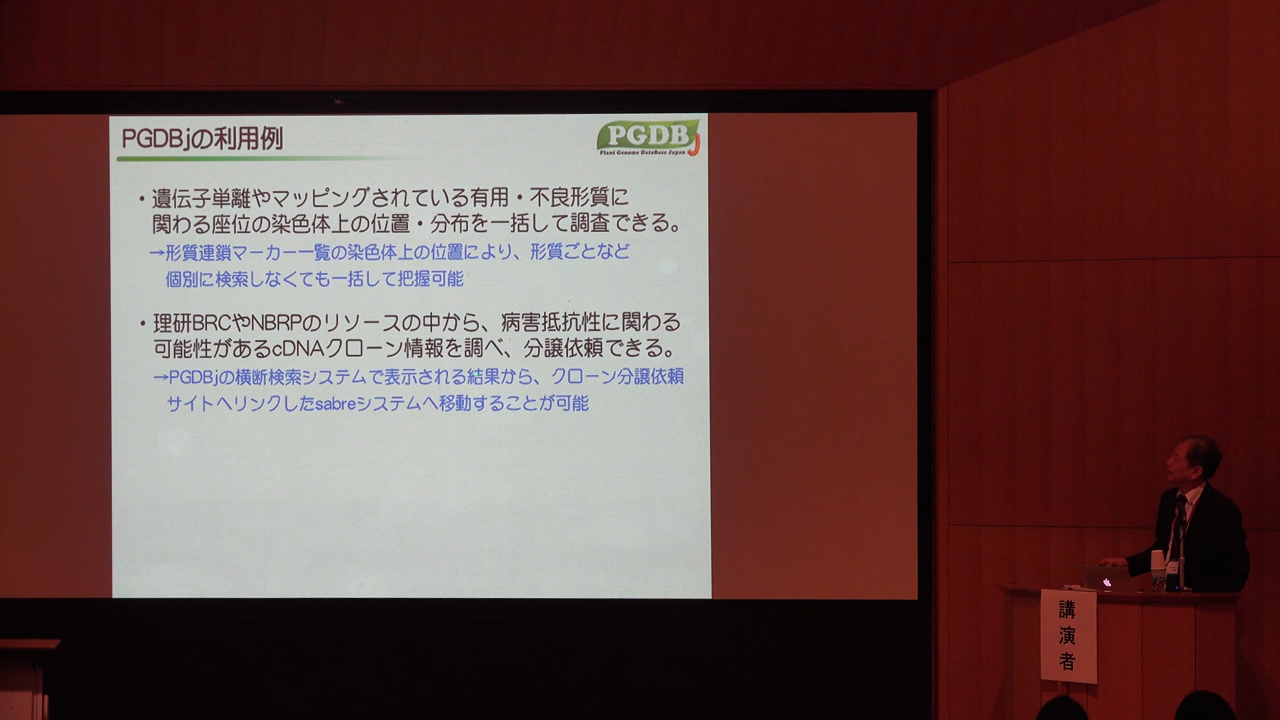 PGDBjの利用例
PGDBj
Plant Genome DataBase Japan
・遺伝子単離やマッピングされている有用・不良形質に
関わる座位の染色体上の位置・分布を一括して調査できる。
→形質連鎖マーカー一覧の染色体上の位置により、形質ごとなど
個別に検索しなくても一括して把握可能
・理研BRCやNBRPのリソースの中から、病害抵抗性に関わる
可能性があるcDNAクローン情報を調べ、分譲依頼できる。
→PGDBjの横断検索システムで表示される結果から、クローン分譲依頼
サイトへリンクしたsabreシステムへ移動することが可能
講演者